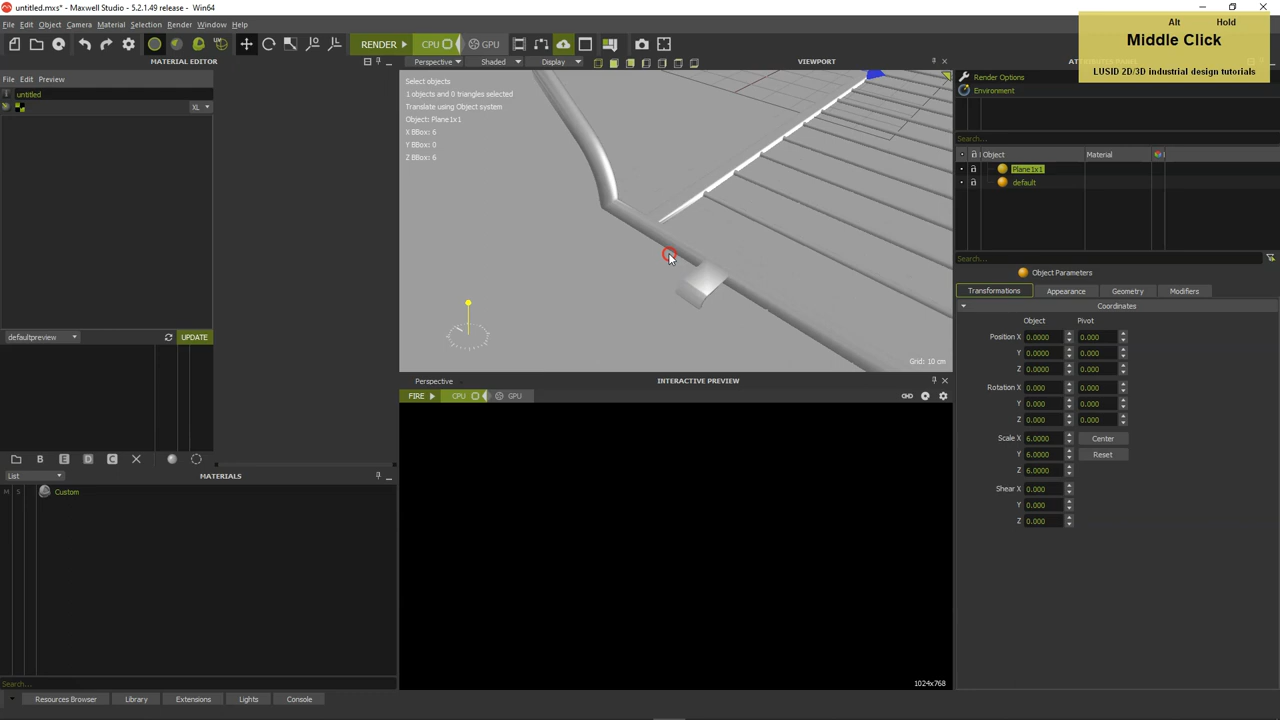 untitled.mxs* - Maxwell Studio - 5.2.1.49 release - Win64
File Edit Object Camera Material Selection Render Window Help
RENDER CPU GPU
Alt Hold
Middle Click
LUSID 2D/3D industrial design tutorials
MATERIAL EDITOR
File Edit Preview
untitled
XL
defaultpreview
UPDATE
List
MATERIALS
M S
Custom
Search...
Perspective Shaded Display VIEWPORT
Select objects
1 objects and 0 triangles selected
Translate using Object system
Object: Plane1x1
X BBox: 6
Y BBox: 0
Z BBox: 6
Grid: 10 cm
Perspective INTERACTIVE PREVIEW
FIRE CPU GPU
1024x768
Render Options
Environment
Search...
Object Material
Plane1x1
default
Search...
Object Parameters
Transformations Appearance Geometry Modifiers
Coordinates
Object Pivot
Position X 0.0000 0.000
Y 0.0000 0.000
Z 0.0000 0.000
Rotation X 0.000 0.000
Y 0.000 0.000
Z 0.000 0.000
Scale X 6.0000 Center
Y 6.0000 Reset
Z 6.0000
Shear X 0.000
Y 0.000
Z 0.000
Resources Browser Library Extensions Lights Console